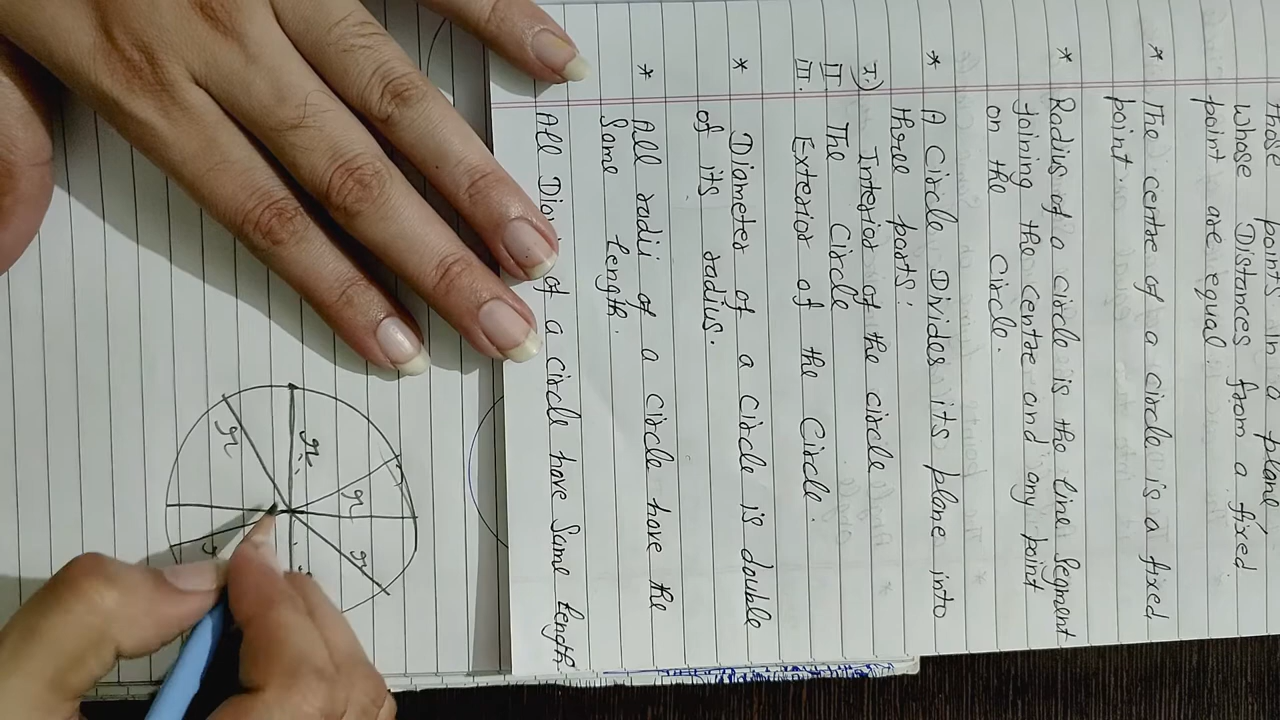 those points in a plane
whose Distances from a fixed
point are equal.
* The centre of a circle is a fixed
point
* Radius of a circle is the line segment
joining the centre and any point
on the circle.
* A Circle Divides its plane into
three parts:
I.) Interior of the circle
II. The Circle
III. Exterior of the Circle.
* Diameter of a circle is double
of its radius.
* All radii of a circle have the
Same length.
All of a circle have Same length
r
r
r
r